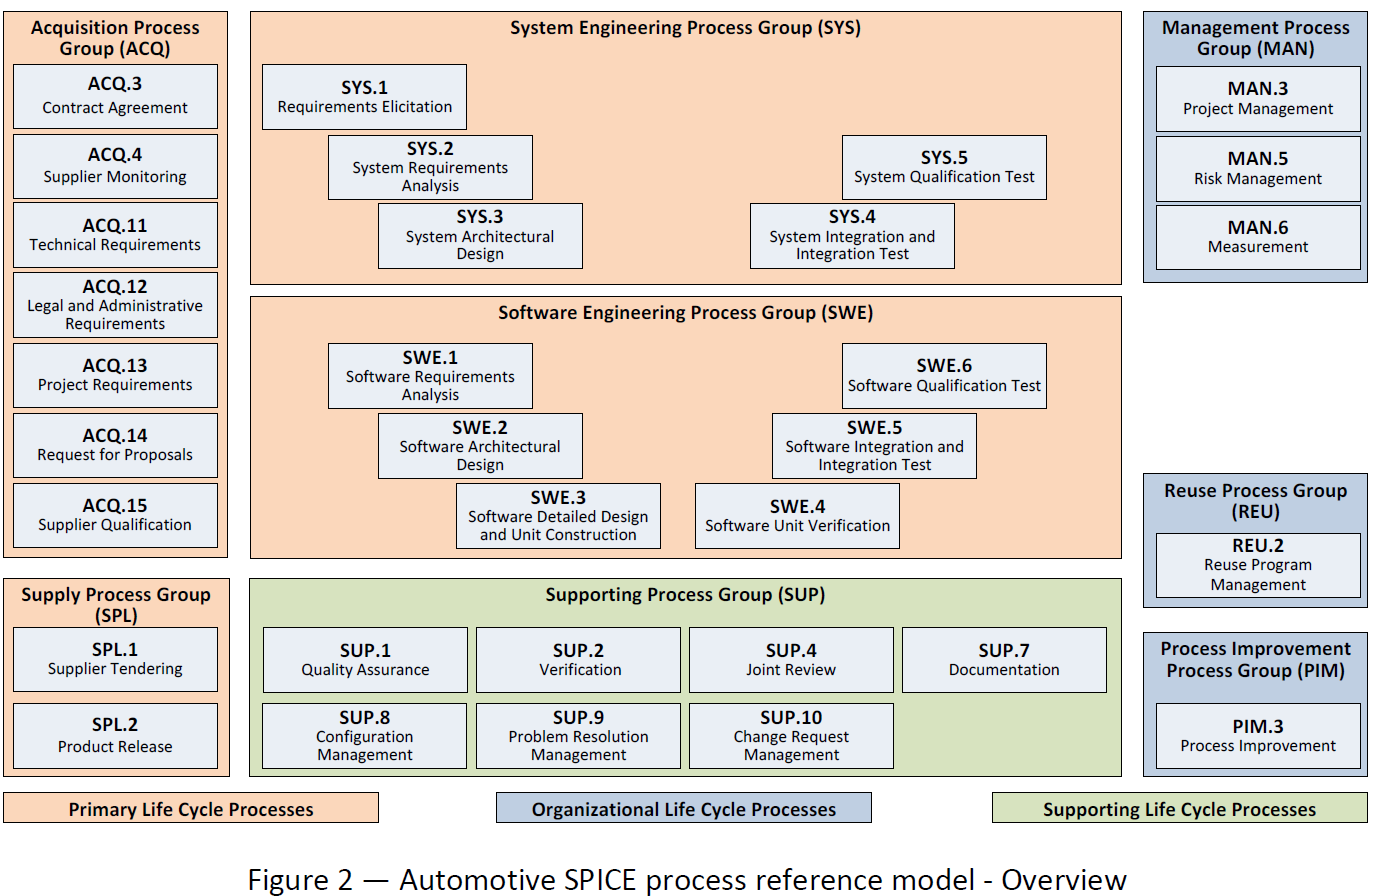 Acquisition Process
Group (ACQ)
ACQ.3
Contract Agreement
ACQ.4
Supplier Monitoring
ACQ.11
Technical Requirements
ACQ.12
Legal and Administrative
Requirements
ACQ.13
Project Requirements
ACQ.14
Request for Proposals
ACQ.15
Supplier Qualification
System Engineering Process Group (SYS)
SYS.1
Requirements Elicitation
SYS.2
System Requirements
Analysis
SYS.3
System Architectural
Design
SYS.5
System Qualification Test
SYS.4
System Integration and
Integration Test
Management Process
Group (MAN)
MAN.3
Project Management
MAN.5
Risk Management
MAN.6
Measurement
Software Engineering Process Group (SWE)
SWE.1
Software Requirements
Analysis
SWE.2
Software Architectural
Design
SWE.3
Software Detailed Design
and Unit Construction
SWE.6
Software Qualification Test
SWE.5
Software Integration and
Integration Test
SWE.4
Software Unit Verification
Reuse Process Group
(REU)
REU.2
Reuse Program
Management
Supply Process Group
(SPL)
SPL.1
Supplier Tendering
SPL.2
Product Release
Supporting Process Group (SUP)
SUP.1
Quality Assurance
SUP.2
Verification
SUP.4
Joint Review
SUP.7
Documentation
SUP.8
Configuration
Management
SUP.9
Problem Resolution
Management
SUP.10
Change Request
Management
Process Improvement
Process Group (PIM)
PIM.3
Process Improvement
Primary Life Cycle Processes
Organizational Life Cycle Processes
Supporting Life Cycle Processes
Figure 2 — Automotive SPICE process reference model - Overview